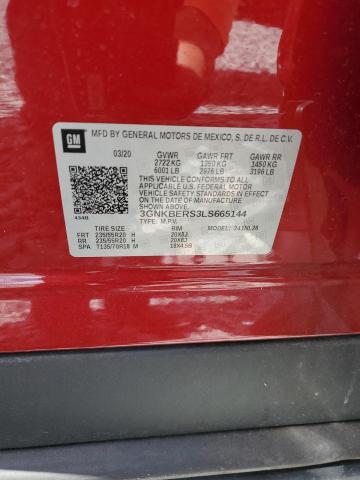 GM
MFD BY GENERAL MOTORS DE MEXICO, S. DE R.L. DE C.V.
03/20 GVWR GAWR FRT GAWR RR
2722 KG 1350 KG 1450 KG
6001 LB 2976 LB 3196 LB
THIS VEHICLE CONFORMS TO ALL
APPLICABLE U.S. FEDERAL MOTOR
VEHICLE SAFETY STANDARDS
IN EFFECT ON THE DATE OF MANUFACTURE
SHOWN ABOVE.
3GNKBERS3LS665144
434B TYPE: M.P.V.
TIRE SIZE RIM
FRT 235/55R20 H 20X8J
RR 235/55R20 H 20X8J
SPA T135/70R18 M 18X4.5B